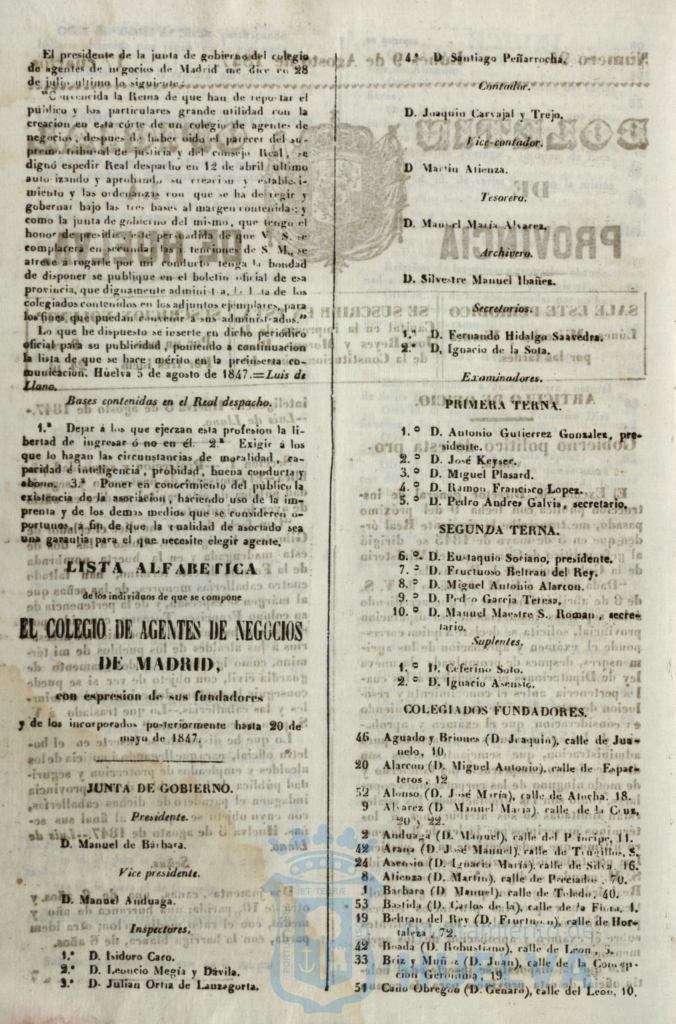 El presidente de la junta de gobierno del colegio
de agentes de negocios de Madrid me dice en 28
de julio ultimo lo siguiente.
"Convencida la Reina de que han de reportar el
público y los particulares grande utilidad con la
creacion en esta córte de un colegio de agentes de
negocios, despues de haber oido el parecer del su-
premo tribunal de justicia y del consejo Real, se
dignó espedir Real despacho en 12 de abril ultimo
autorizando y aprobando su creacion y estableci-
miento y las ordenanzas con que se ha de regir y
gobernar bajo las tres bases al margen contenidas; y
como la junta de gobierno del mismo, que tengo el
honor de presidir, esté persuadida de que V. S. se
complacerá en secundar las intenciones de S. M., se
atreve á rogarle por mi conducto tenga la bondad
de disponer se publique en el boletin oficial de esa
provincia, que dignamente administra, la lista de los
colegiados contenidos en los adjuntos ejemplares, para
los fines que puedan convenir á sus administrados."
Lo que he dispuesto se inserte en dicho periódico
oficial para su publicidad, poniendo á continuacion
la lista de que se hace mérito en la preinserta co-
municacion. Huelva 5 de agosto de 1847.=Luis de
Llano.
Bases contenidas en el Real despacho.
1.ª Dejar á los que ejerzan esta profesion la li-
bertad de ingresar ó no en él. 2.ª Exigir á los
que lo hagan las circunstancias de moralidad, ca-
pacidad é inteligencia, probidad, buena conducta y
abono. 3.ª Poner en conocimiento del público la
existencia de la asociacion, haciendo uso de la im-
prenta y de los demas medios que se consideren o-
portunos, a fin de que la cualidad de asociado sea
una garantia para el que necesite elegir agente.
LISTA ALFABETICA
de los individuos de que se compone
EL COLEGIO DE AGENTES DE NEGOCIOS
DE MADRID,
con espresion de sus fundadores
y de los incorporados posteriormente hasta 20 de
mayo de 1847.
JUNTA DE GOBIERNO.
Presidente.
D. Manuel de Bárbara.
Vice presidente.
D. Manuel Anduaga.
Inspectores.
1.º D. Isidoro Caro.
2.º D. Leoncio Megía y Dávila.
3.º D. Julian Ortiz de Lanzagorta.
4.º D Santiago Peñarrocha.
Contador.
D. Joaquin Carvajal y Trejo.
Vice-contador.
D Martin Atienza.
Tesorero.
D. Manuel Maria Alvarez.
Archivero.
D. Silvestre Manuel Ibañez.
Secretarios.
1.º D. Fernando Hidalgo Saavedra.
2.º D. Ignacio de la Sota.
Examinadores.
PRIMERA TERNA.
1.º D. Antonio Gutierrez Gonzalez, pre-
sidente.
2.º D. José Keyser.
3.º D. Miguel Plasard.
4.º D. Ramon Francisco Lopez.
5.º D. Pedro Andres Galvis, secretario.
SEGUNDA TERNA.
6.º D. Eustaquio Soriano, presidente.
7.º D. Fructuoso Beltran del Rey.
8.º D. Miguel Antonio Alarcon.
9.º D. Pedro Garcia Teresa.
10.º D. Manuel Maestre S. Roman, secre-
tario.
Suplentes.
1.º D. Ceferino Soto.
2.º D. Ignacio Asensio.
COLEGIADOS FUNDADORES.
46 Aguado y Briones (D. Joaquin), calle de Jua-
nelo, 10.
20 Alarcon (D. Miguel Antonio), calle de Espar-
teros, 12
52 Alonso (D. José María), calle de Atocha. 18.
9 Alvarez (D. Manuel Maria) calle de la Cruz,
20 y 22.
2 Anduaga (D. Manuel), calle del Principe, 11.
42 Arana (D. José Manuel), calle de Trugillos, 8.
24 Asensio (D. Ignacio María), calle de Silva, 16.
8 Atienza (D. Martin), calle de Preciados, 70.
1 Barbara (D. Manuel), calle de Toledo, 40.
53 Bastida (D. Carlos de la), calle de la Flora, 1.
19 Beltran del Rey (D. Fructuoso), calle de Hor-
taleza, 72.
42 Boada (D. Robustiano), calle de Leon, 3.
33 Briz y Muñoz (D. Juan), calle de la Concep-
cion Geronima, 19.
51 Caño Obregon (D. Genaro), calle del Leon, 10.